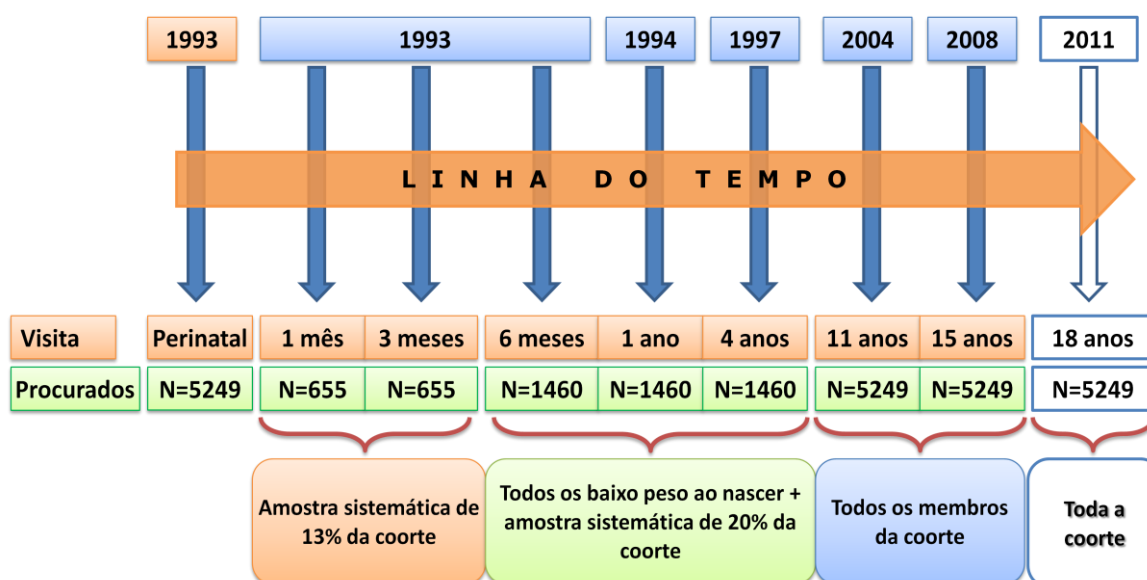 1993 1993 1994 1997 2004 2008 2011
LINHA DO TEMPO
Visita Perinatal 1 mês 3 meses 6 meses 1 ano 4 anos 11 anos 15 anos 18 anos
Procurados N=5249 N=655 N=655 N=1460 N=1460 N=1460 N=5249 N=5249 N=5249
Amostra sistemática de
13% da coorte
Todos os baixo peso ao nascer +
amostra sistemática de 20% da
coorte
Todos os membros
da coorte
Toda a
coorte